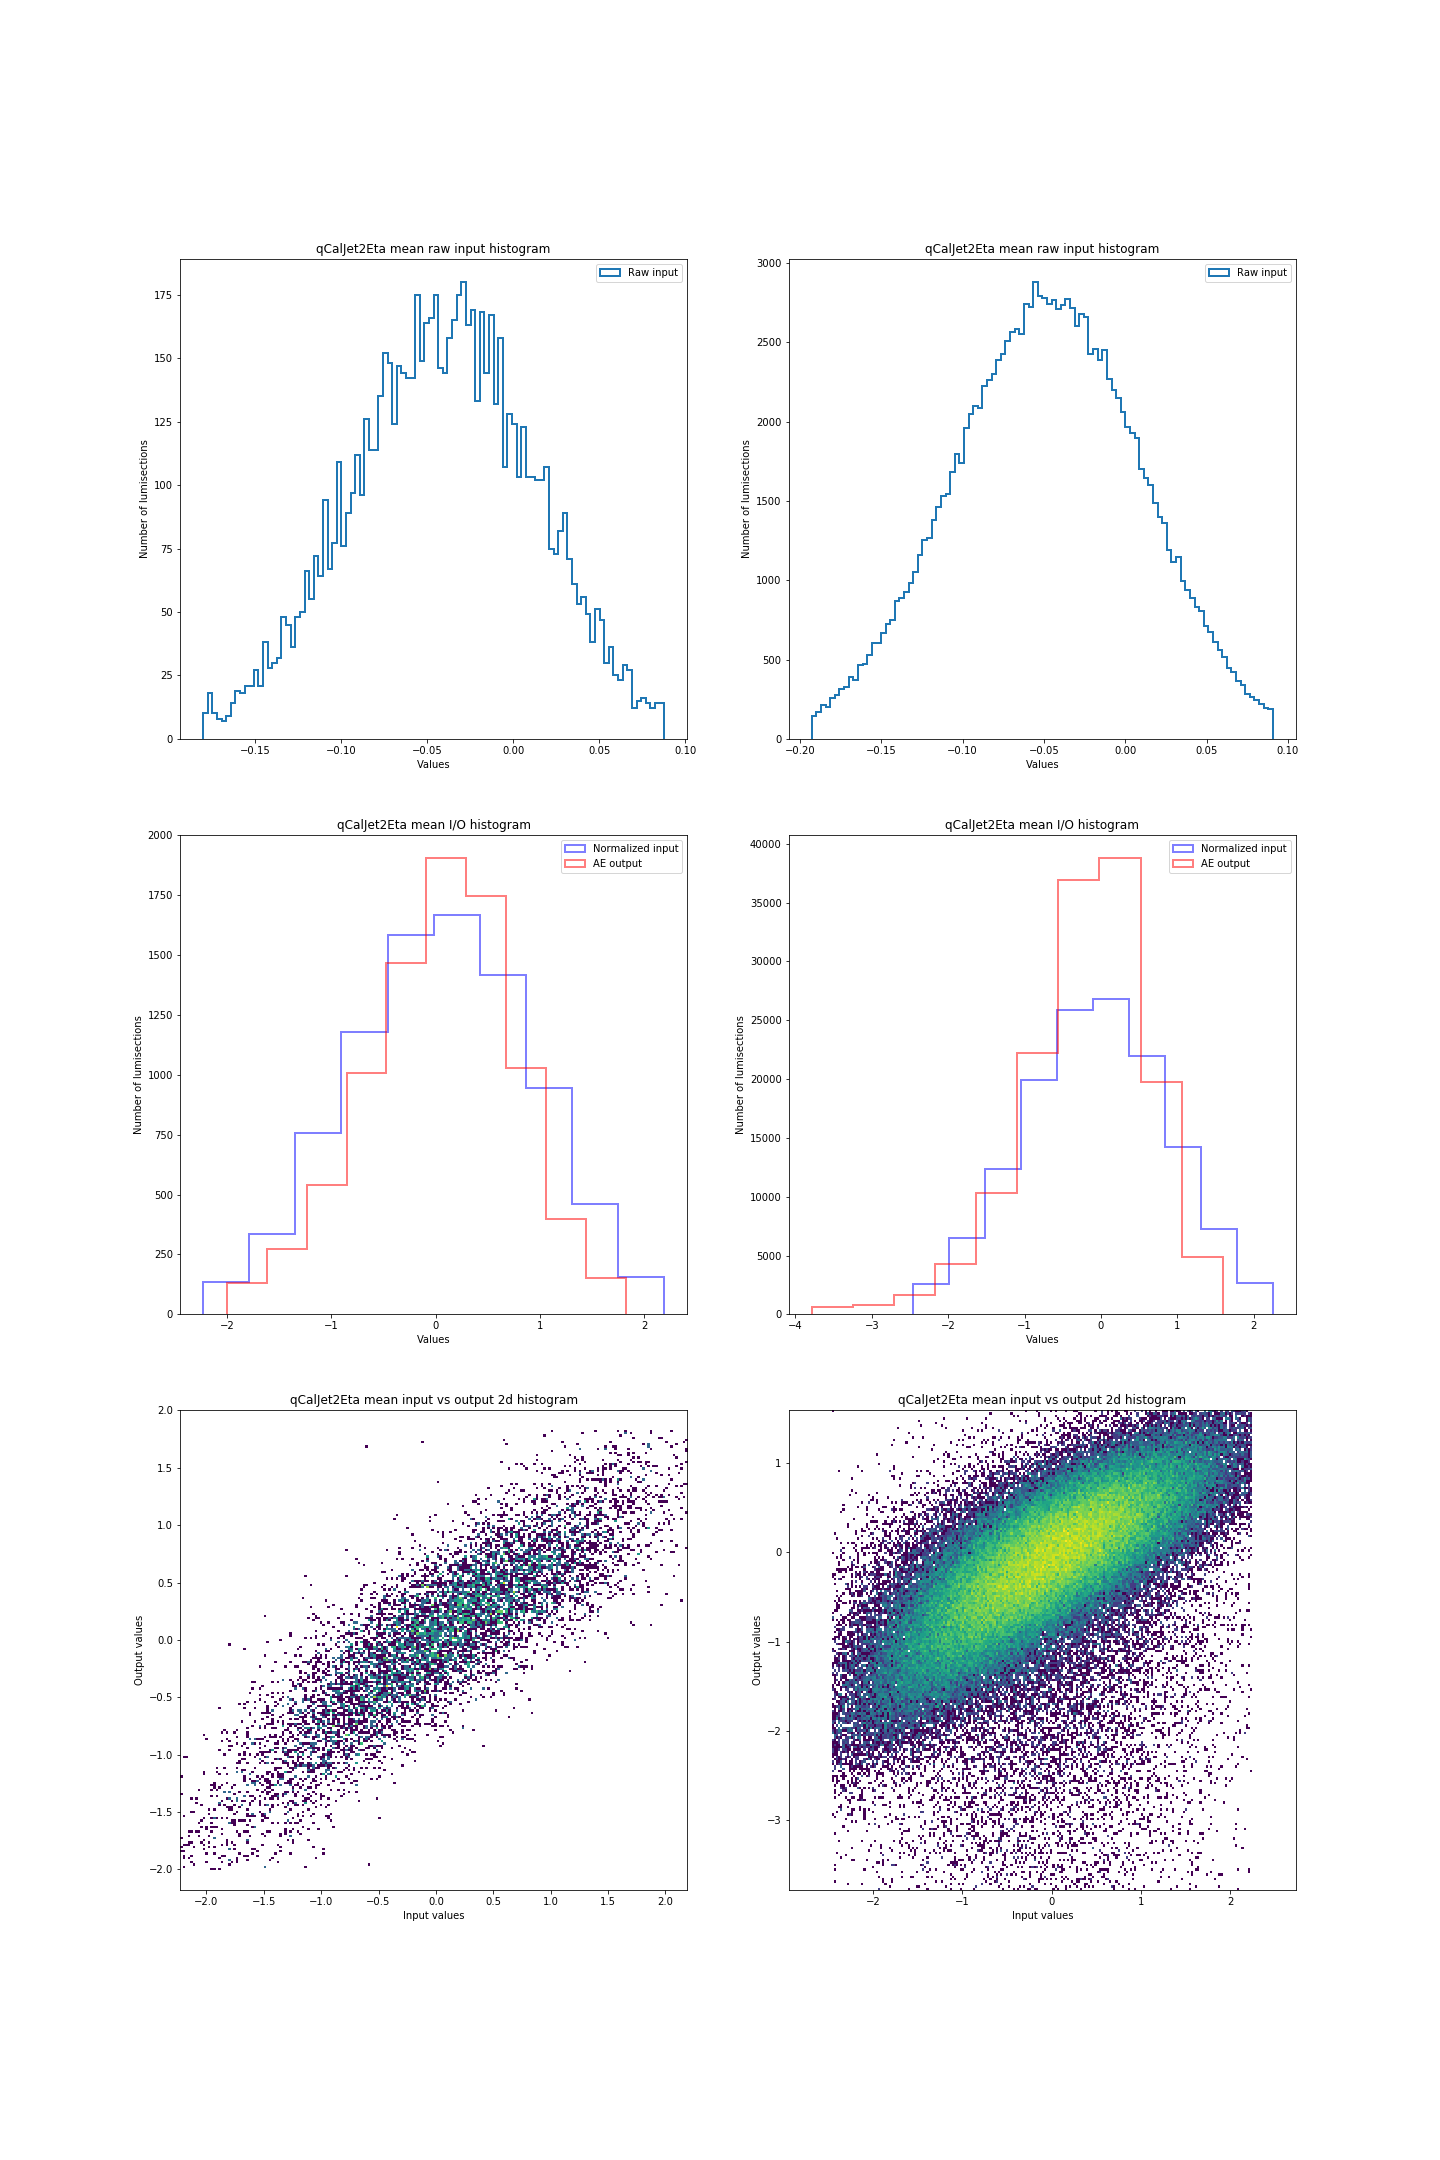 qCalJet2Eta mean raw input histogram
Raw input
175
150
125
100
75
50
25
0
Number of lumisections
−0.15 −0.10 −0.05 0.00 0.05 0.10
Values
qCalJet2Eta mean raw input histogram
Raw input
3000
2500
2000
1500
1000
500
0
Number of lumisections
−0.20 −0.15 −0.10 −0.05 0.00 0.05 0.10
Values
qCalJet2Eta mean I/O histogram
Normalized input
AE output
2000
1750
1500
1250
1000
750
500
250
0
Number of lumisections
−2 −1 0 1 2
Values
qCalJet2Eta mean I/O histogram
Normalized input
AE output
40000
35000
30000
25000
20000
15000
10000
5000
0
Number of lumisections
−4 −3 −2 −1 0 1 2
Values
qCalJet2Eta mean input vs output 2d histogram
2.0
1.5
1.0
0.5
0.0
−0.5
−1.0
−1.5
−2.0
Output values
−2.0 −1.5 −1.0 −0.5 0.0 0.5 1.0 1.5 2.0
Input values
qCalJet2Eta mean input vs output 2d histogram
1
0
−1
−2
−3
Output values
−2 −1 0 1 2
Input values